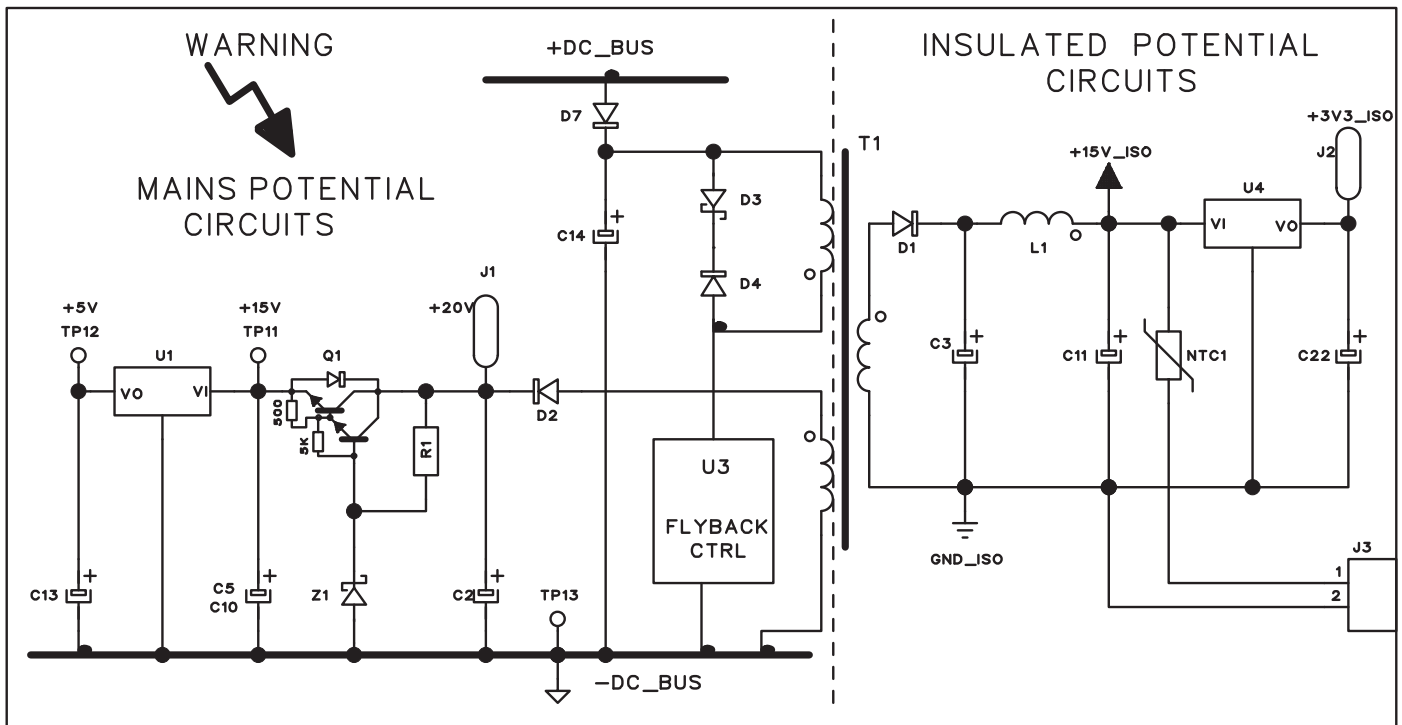 WARNING
MAINS POTENTIAL
CIRCUITS
+DC_BUS
INSULATED POTENTIAL
CIRCUITS
D7
T1
+3V3_ISO
J2
+15V_ISO
U4
VI
VO
D3
C14
+
D4
D1
L1
J1
+20V
+5V
TP12
+15V
TP11
U1
VO
VI
Q1
500
5K
R1
D2
C3
+
C11
+
NTC1
C22
+
U3
FLYBACK
CTRL
GND_ISO
J3
1
2
C13
+
C5
C10
+
Z1
C2
+
TP13
-DC_BUS